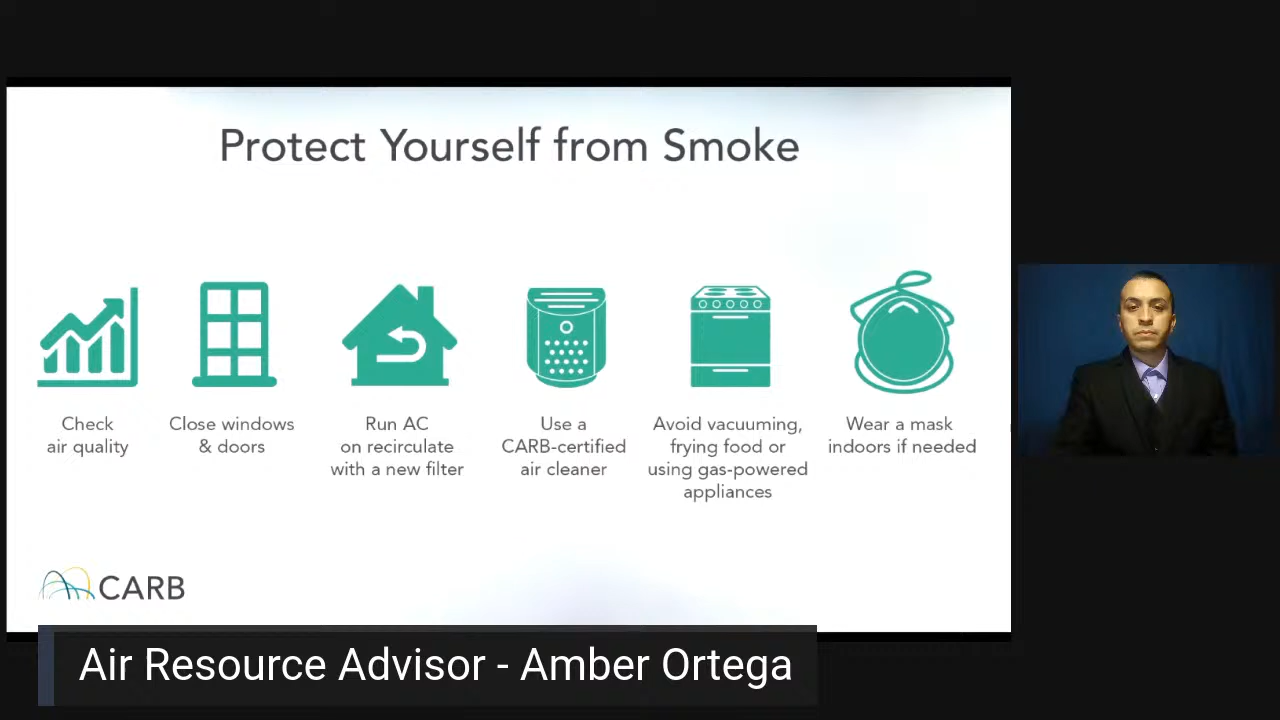 Protect Yourself from Smoke
Check
air quality
Close windows
& doors
Run AC
on recirculate
with a new filter
Use a
CARB-certified
air cleaner
Avoid vacuuming,
frying food or
using gas-powered
appliances
Wear a mask
indoors if needed
CARB
Air Resource Advisor - Amber Ortega